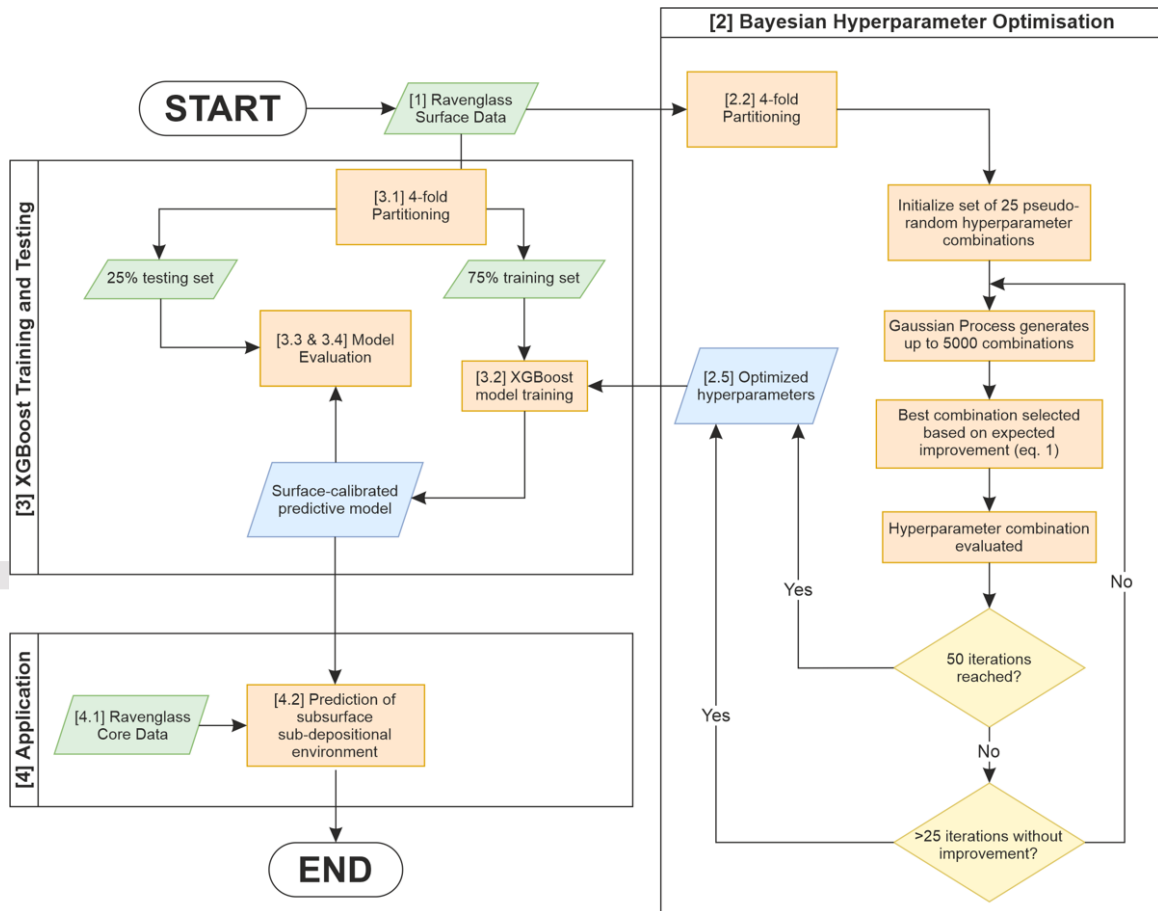 [2] Bayesian Hyperparameter Optimisation
START
[1] Ravenglass
Surface Data
[2.2] 4-fold
Partitioning
[3] XGBoost Training and Testing
[3.1] 4-fold
Partitioning
25% testing set
75% training set
[3.3 & 3.4] Model
Evaluation
[3.2] XGBoost
model training
Surface-calibrated
predictive model
[2.5] Optimized
hyperparameters
Initialize set of 25 pseudo-
random hyperparameter
combinations
Gaussian Process generates
up to 5000 combinations
Best combination selected
based on expected
improvement (eq. 1)
Hyperparameter combination
evaluated
Yes
No
50 iterations
reached?
Yes
No
>25 iterations without
improvement?
[4] Application
[4.1] Ravenglass
Core Data
[4.2] Prediction of
subsurface
sub-depositional
environment
END